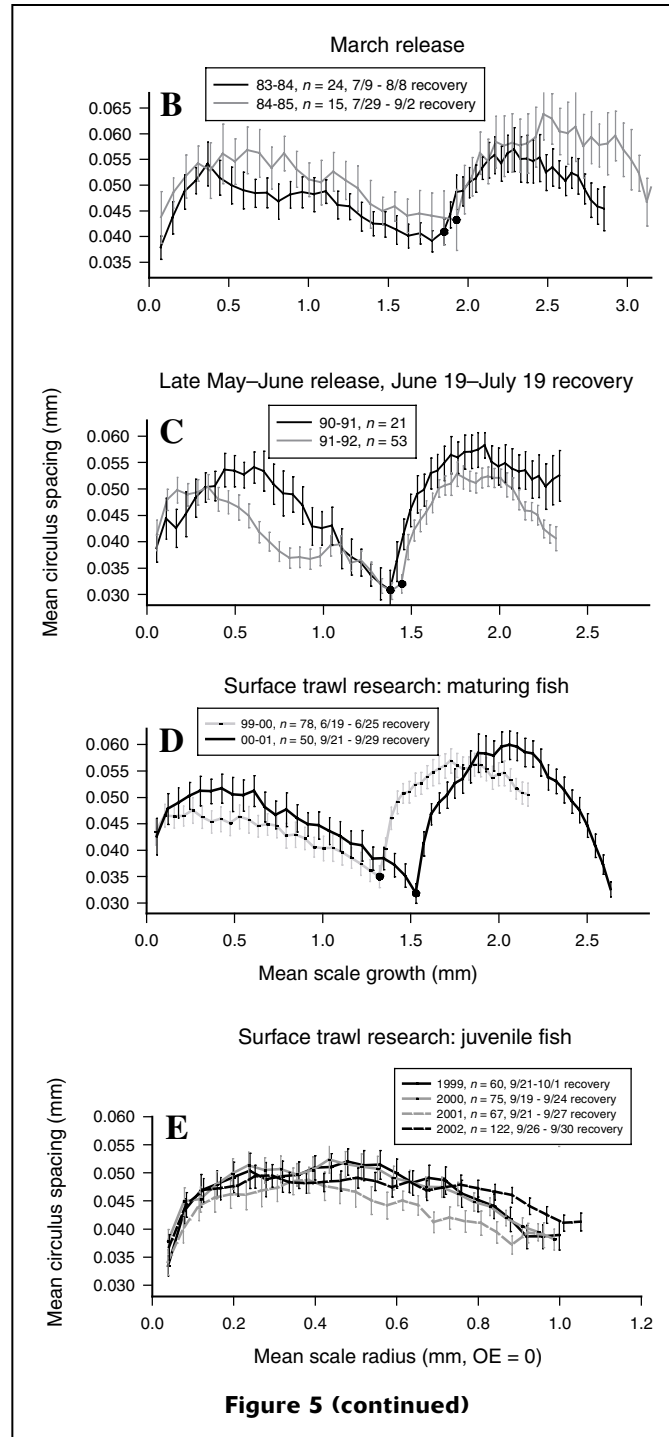 March release
B
83-84, n = 24, 7/9 - 8/8 recovery
84-85, n = 15, 7/29 - 9/2 recovery
0.065
0.060
0.055
0.050
0.045
0.040
0.035
0.0 0.5 1.0 1.5 2.0 2.5 3.0
Late May–June release, June 19–July 19 recovery
C
90-91, n = 21
91-92, n = 53
0.060
0.050
0.040
0.030
0.0 0.5 1.0 1.5 2.0 2.5
Mean circulus spacing (mm)
Surface trawl research: maturing fish
D
99-00, n = 78, 6/19 - 6/25 recovery
00-01, n = 50, 9/21 - 9/29 recovery
0.060
0.055
0.050
0.045
0.040
0.035
0.030
0.0 0.5 1.0 1.5 2.0 2.5
Mean scale growth (mm)
Surface trawl research: juvenile fish
E
1999, n = 60, 9/21-10/1 recovery
2000, n = 75, 9/19 - 9/24 recovery
2001, n = 67, 9/21 - 9/27 recovery
2002, n = 122, 9/26 - 9/30 recovery
Mean circulus spacing (mm)
0.060
0.055
0.050
0.045
0.040
0.035
0.030
0.0 0.2 0.4 0.6 0.8 1.0 1.2
Mean scale radius (mm, OE = 0)
Figure 5 (continued)